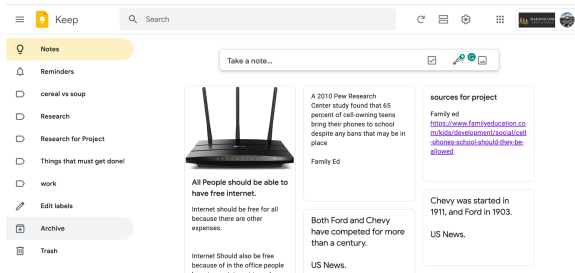 Keep
Search
Notes
Reminders
cereal vs soup
Research
Research for Project
Things that must get done!
work
Edit labels
Archive
Trash
Take a note...
All People should be able to
have free internet.
Internet should be free for all
because there are other
expenses.
Internet Should also be free
because of in the office people
A 2010 Pew Research
Center study found that 65
percent of cell-owning teens
bring their phones to school
despite any bans that may be in
place
Family Ed
Both Ford and Chevy
have competed for more
than a century.
US News.
sources for project
Family ed
https://www.familyeducation.co
m/kids/development/social/cell
-phones-school-should-they-be-
allowed
Chevy was started in
1911, and Ford in 1903.
US News.